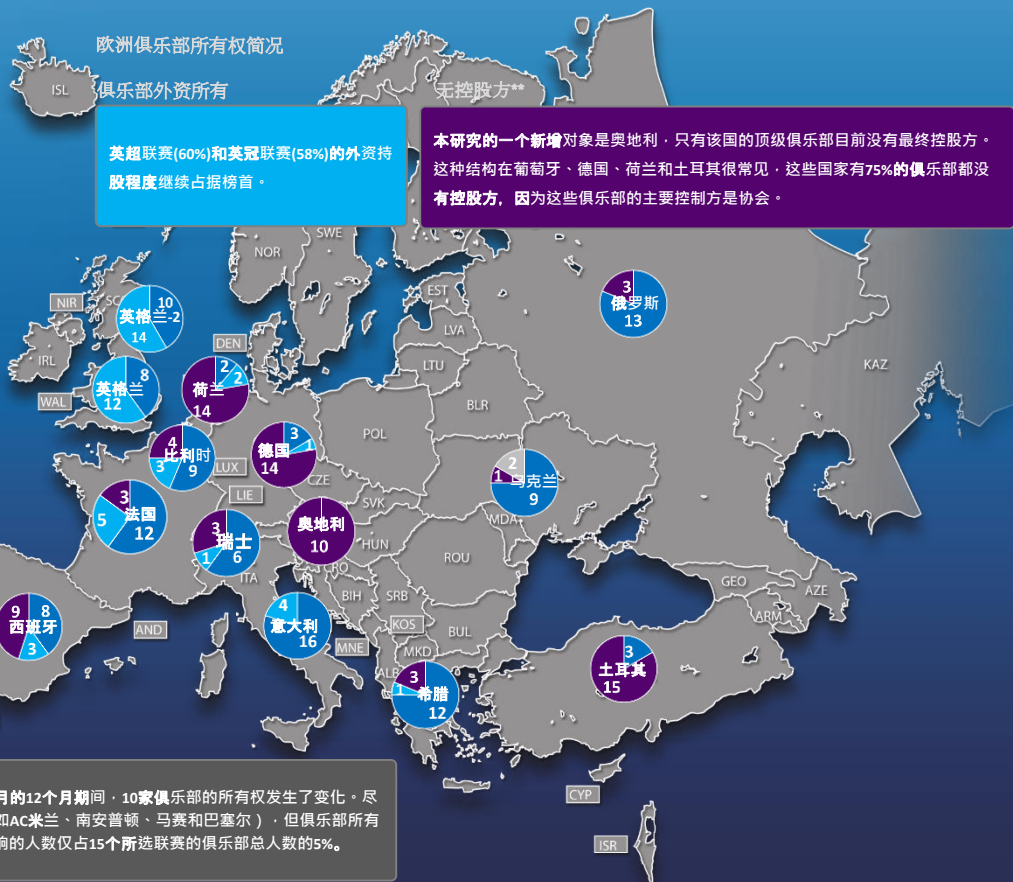 欧洲俱乐部所有权简况
俱乐部外资所有
无控股方**
英超联赛(60%)和英冠联赛(58%)的外资持
股程度继续占据榜首。
本研究的一个新增对象是奥地利，只有该国的顶级俱乐部目前没有最终控股方。
这种结构在葡萄牙、德国、荷兰和土耳其很常见，这些国家有75%的俱乐部都没
有控股方，因为这些俱乐部的主要控制方是协会。
ISL
SWE
NOR
EST
NIR
SC
10
英格兰-2
14
3
俄罗斯
13
LVA
DEN
IRL
LTU
KAZ
8
英格兰
12
2
2
荷兰
14
WAL
BLR
POL
4
比利时
3
9
3
德国
1
14
LUX
CZE
2
1
乌克兰
9
LIE
SVK
3
法国
5
12
奥地利
10
MDA
3
瑞士
1
6
HUN
ROU
RO
ITA
BIH
SRB
GEO
AZE
ARM
9
8
西班牙
3
4
意大利
16
AND
KOS
BUL
MNE
MKD
ALB
3
土耳其
15
3
1
希腊
12
月的12个月期间，10家俱乐部的所有权发生了变化。尽
如AC米兰、南安普顿、马赛和巴塞尔），但俱乐部所有
响的人数仅占15个所选联赛的俱乐部总人数的5%。
CYP
ISR